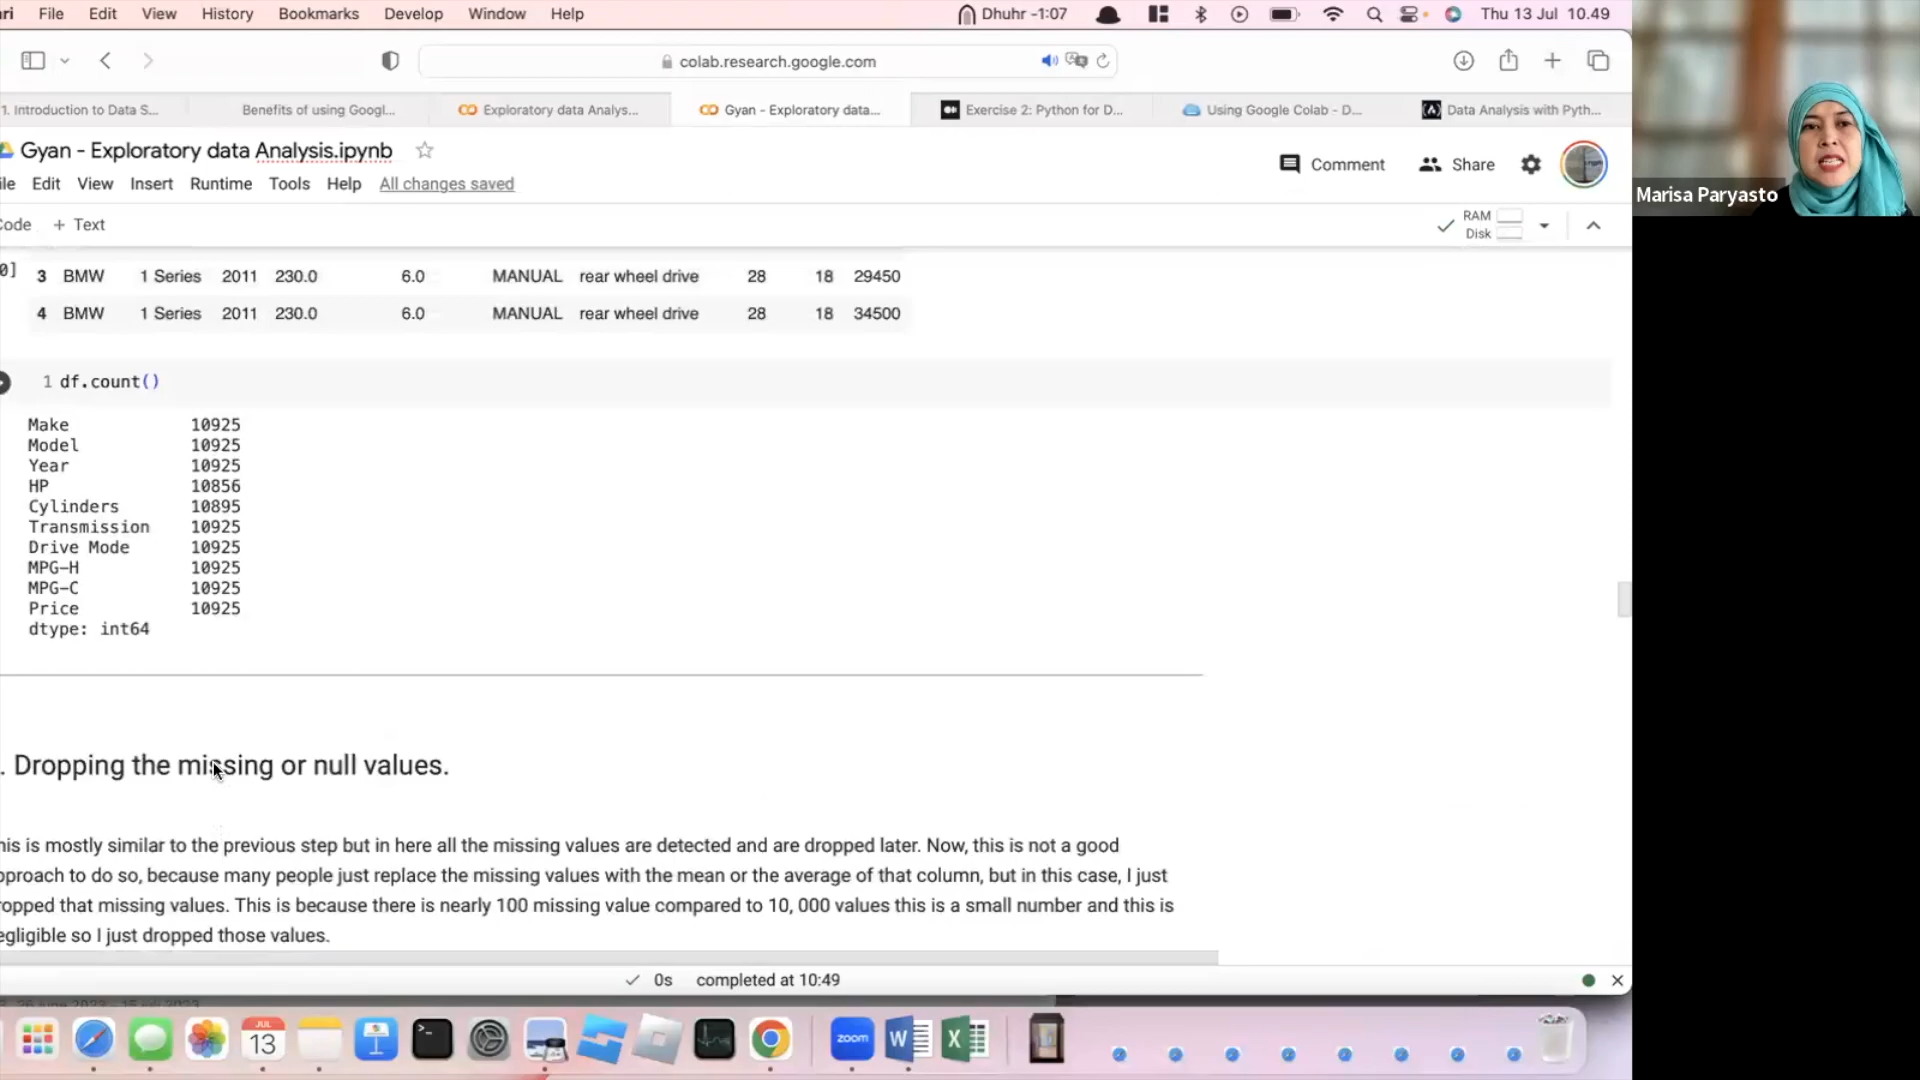 ri File Edit View History Bookmarks Develop Window Help Dhuhr -1:07 Thu 13 Jul 10.49
colab.research.google.com
1. Introduction to Data S... Benefits of using Googl... Exploratory data Analys... Gyan - Exploratory data... Exercise 2: Python for D... Using Google Colab - D... Data Analysis with Pyth...
Gyan - Exploratory data Analysis.ipynb
Comment Share
ile Edit View Insert Runtime Tools Help All changes saved
Marisa Paryasto
Code + Text
RAM
Disk
0] 3 BMW 1 Series 2011 230.0 6.0 MANUAL rear wheel drive 28 18 29450
4 BMW 1 Series 2011 230.0 6.0 MANUAL rear wheel drive 28 18 34500
1 df.count()
Make 10925
Model 10925
Year 10925
HP 10856
Cylinders 10895
Transmission 10925
Drive Mode 10925
MPG-H 10925
MPG-C 10925
Price 10925
dtype: int64
. Dropping the missing or null values.
his is mostly similar to the previous step but in here all the missing values are detected and are dropped later. Now, this is not a good
pproach to do so, because many people just replace the missing values with the mean or the average of that column, but in this case, I just
ropped that missing values. This is because there is nearly 100 missing value compared to 10, 000 values this is a small number and this is
egligible so I just dropped those values.
0s completed at 10:49
JUL
13
zoom
W
X